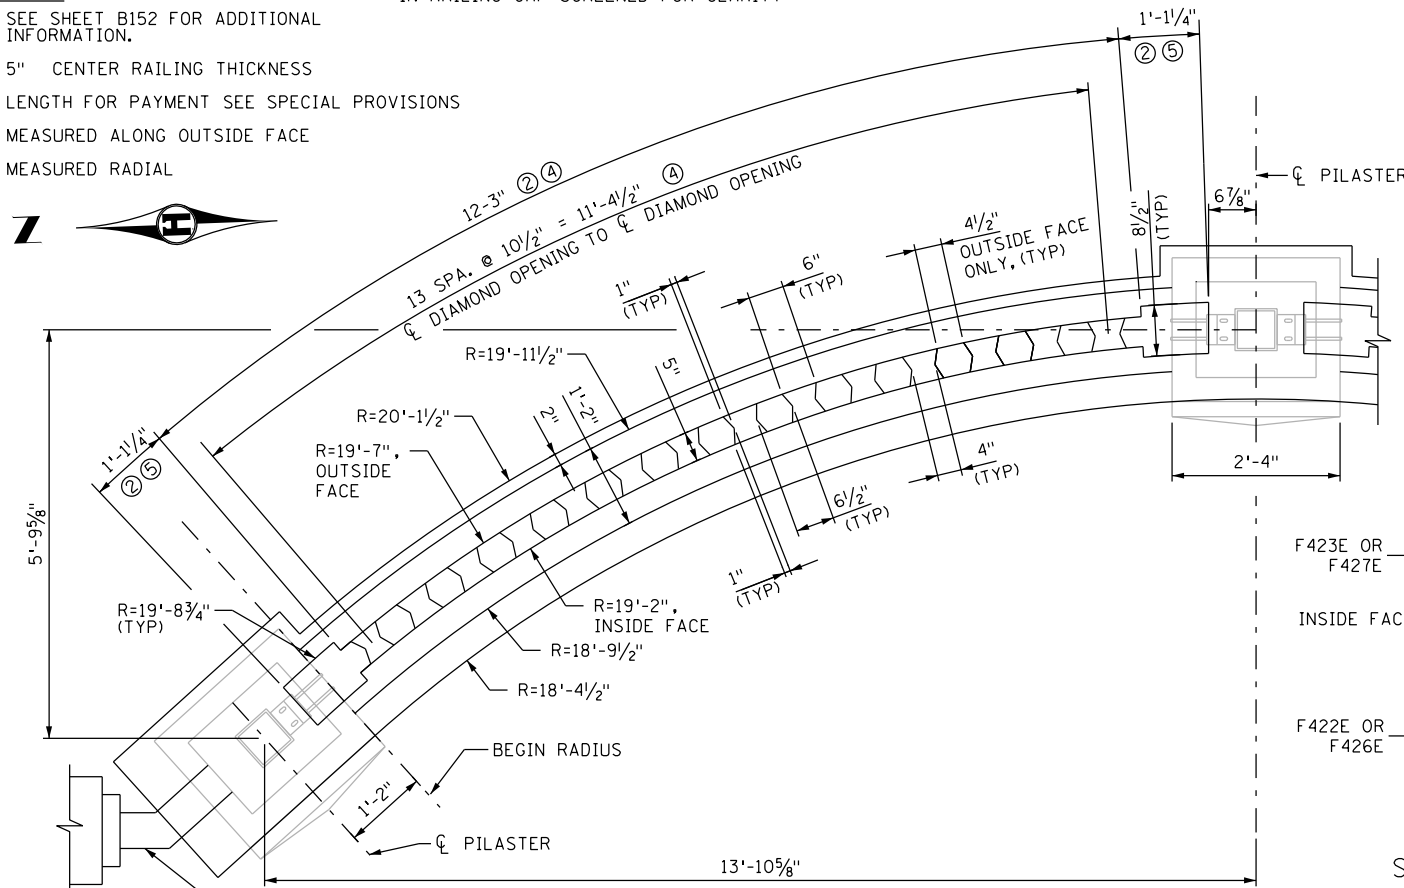 SEE SHEET B152 FOR ADDITIONAL
INFORMATION.
5" CENTER RAILING THICKNESS
LENGTH FOR PAYMENT SEE SPECIAL PROVISIONS
MEASURED ALONG OUTSIDE FACE
MEASURED RADIAL
Z
H
1'-1¼"
② ⑤
12-3" ② ④
13 SPA. @ 10½" = 11'-4½" ④
℄ DIAMOND OPENING TO ℄ DIAMOND OPENING
℄ PILASTER
6⅞"
8½"
(TYP)
4½"
OUTSIDE FACE
ONLY, (TYP)
6"
(TYP)
1"
(TYP)
R=19'-11½"
5"
R=20'-1½"
2"
1'-2"
R=19'-7",
OUTSIDE
FACE
1'-1¼"
② ⑤
4"
(TYP)
2'-4"
6½"
(TYP)
5'-9⅝"
F423E OR
F427E
1"
(TYP)
R=19'-8¾"
(TYP)
R=19'-2",
INSIDE FACE
INSIDE FAC
R=18'-9½"
R=18'-4½"
F422E OR
F426E
BEGIN RADIUS
1'-2"
℄ PILASTER
13'-10⅝"
S